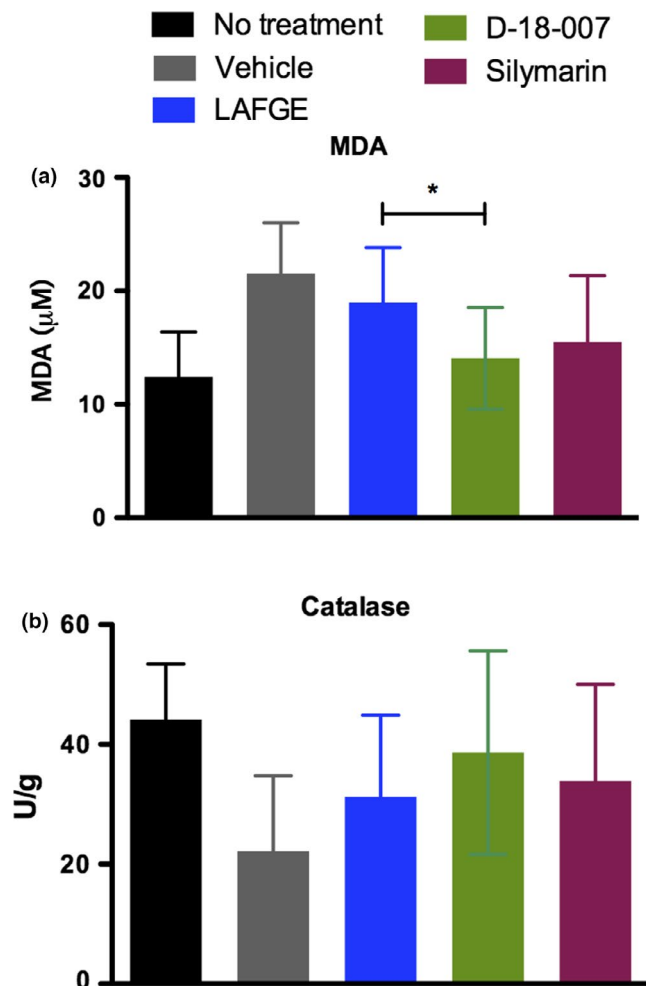 No treatment
Vehicle
LAFGE
D-18-007
Silymarin
MDA
(a)
30
20
10
0
MDA (μM)
*
Catalase
(b)
60
40
20
0
U/g